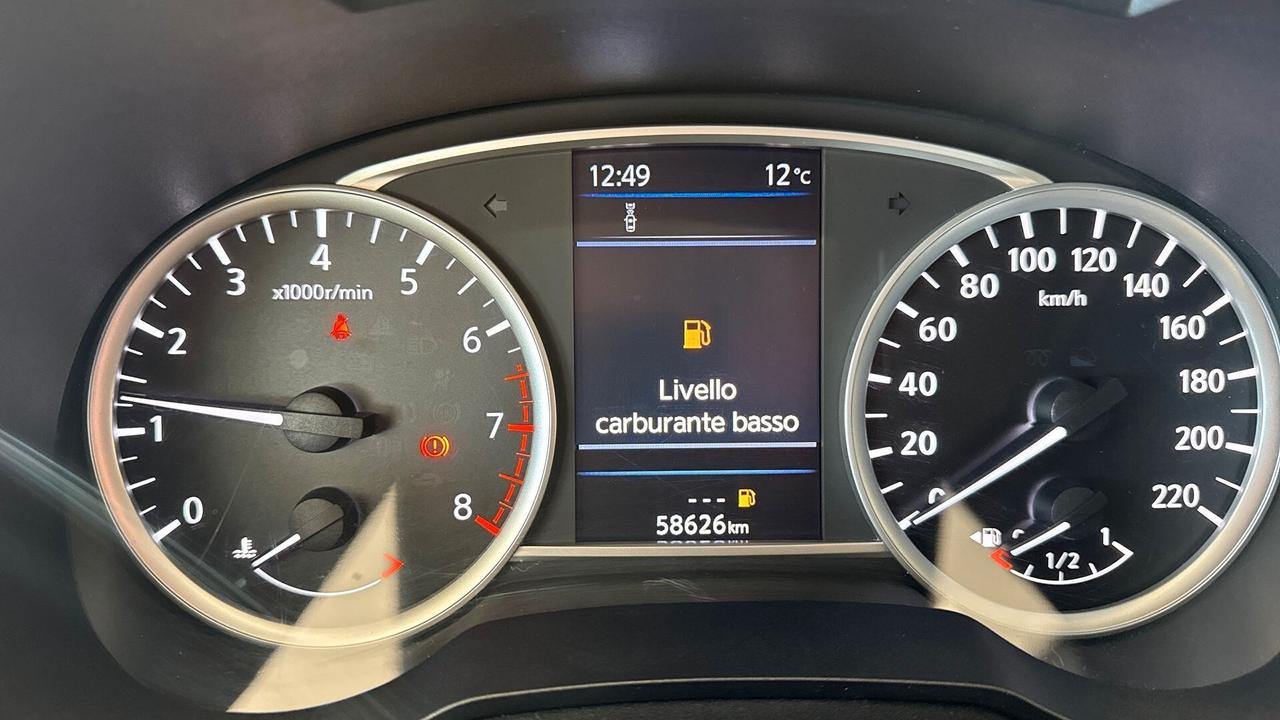 12:49 12°C
4
3 5
x1000r/min
2 6
1 7
0 8
Livello
carburante basso
---
58626km
100 120
80 140
km/h
60 160
40 180
20 200
0 220
1/2 1